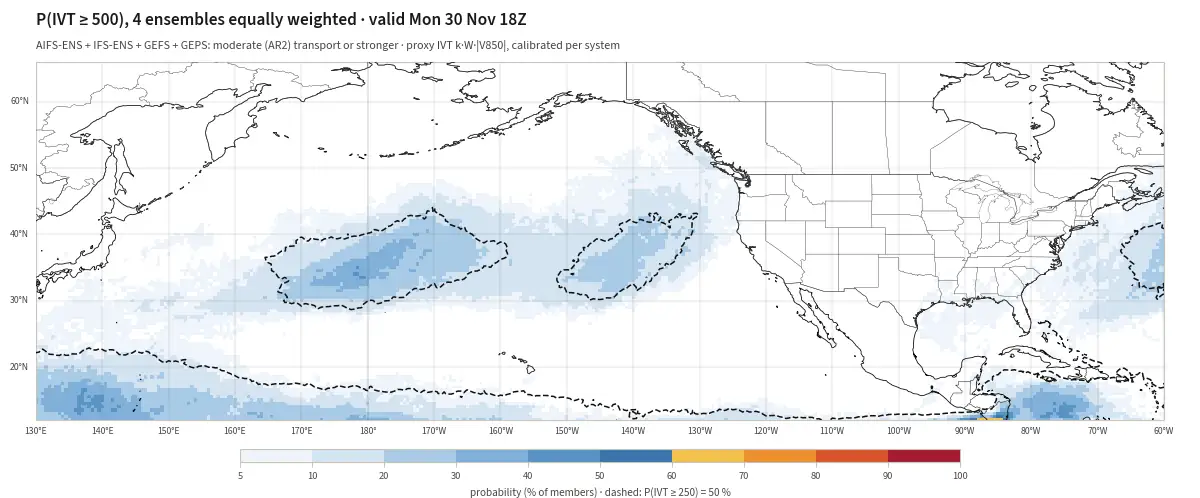 P(IVT ≥ 500), 4 ensembles equally weighted · valid Mon 30 Nov 18Z
AIFS-ENS + IFS-ENS + GEFS + GEPS: moderate (AR2) transport or stronger · proxy IVT k·W·|V850|, calibrated per system
60°N
50°N
40°N
30°N
20°N
130°E 140°E 150°E 160°E 170°E 180° 170°W 160°W 150°W 140°W 130°W 120°W 110°W 100°W 90°W 80°W 70°W 60°W
5 10 20 30 40 50 60 70 80 90 100
probability (% of members) · dashed: P(IVT ≥ 250) = 50 %